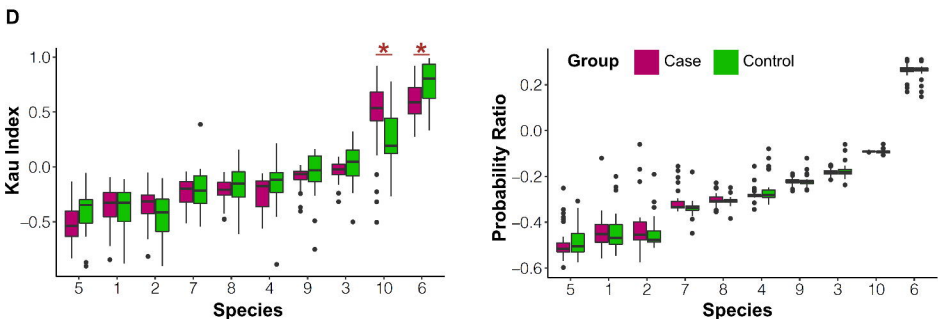 D
* *
Kau Index
1.0
0.5
0.0
−0.5
5 1 2 7 8 4 9 3 10 6
Species
Group Case Control
Probability Ratio
0.2
0.0
−0.2
−0.4
−0.6
5 1 2 7 8 4 9 3 10 6
Species